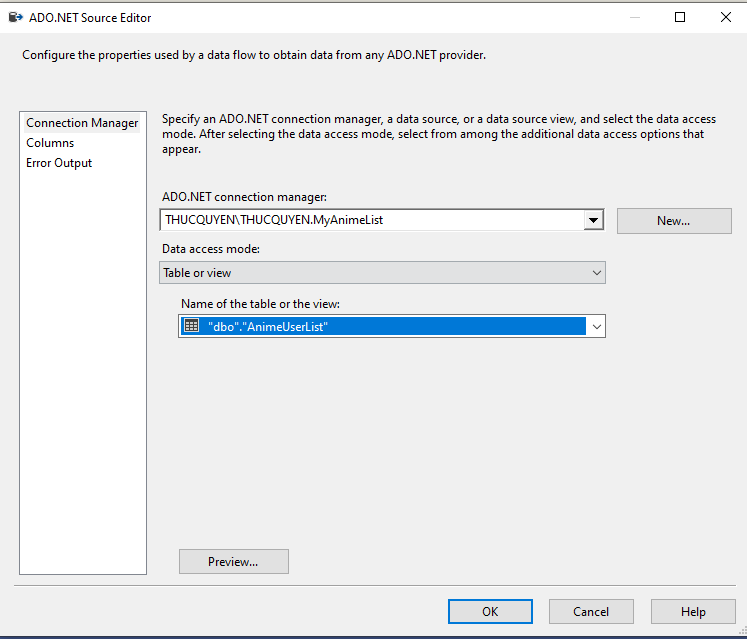 ADO.NET Source Editor
Configure the properties used by a data flow to obtain data from any ADO.NET provider.
Connection Manager
Columns
Error Output
Specify an ADO.NET connection manager, a data source, or a data source view, and select the data access
mode. After selecting the data access mode, select from among the additional data access options that
appear.
ADO.NET connection manager:
THUCQUYEN\THUCQUYEN.MyAnimeList
New...
Data access mode:
Table or view
Name of the table or the view:
"dbo"."AnimeUserList"
Preview...
OK
Cancel
Help